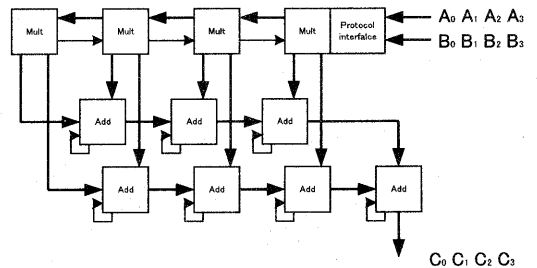 Mult Mult Mult Mult Protocol
interfalce
A0 A1 A2 A3
B0 B1 B2 B3
Add Add Add
Add Add Add Add
C0 C1 C2 C3